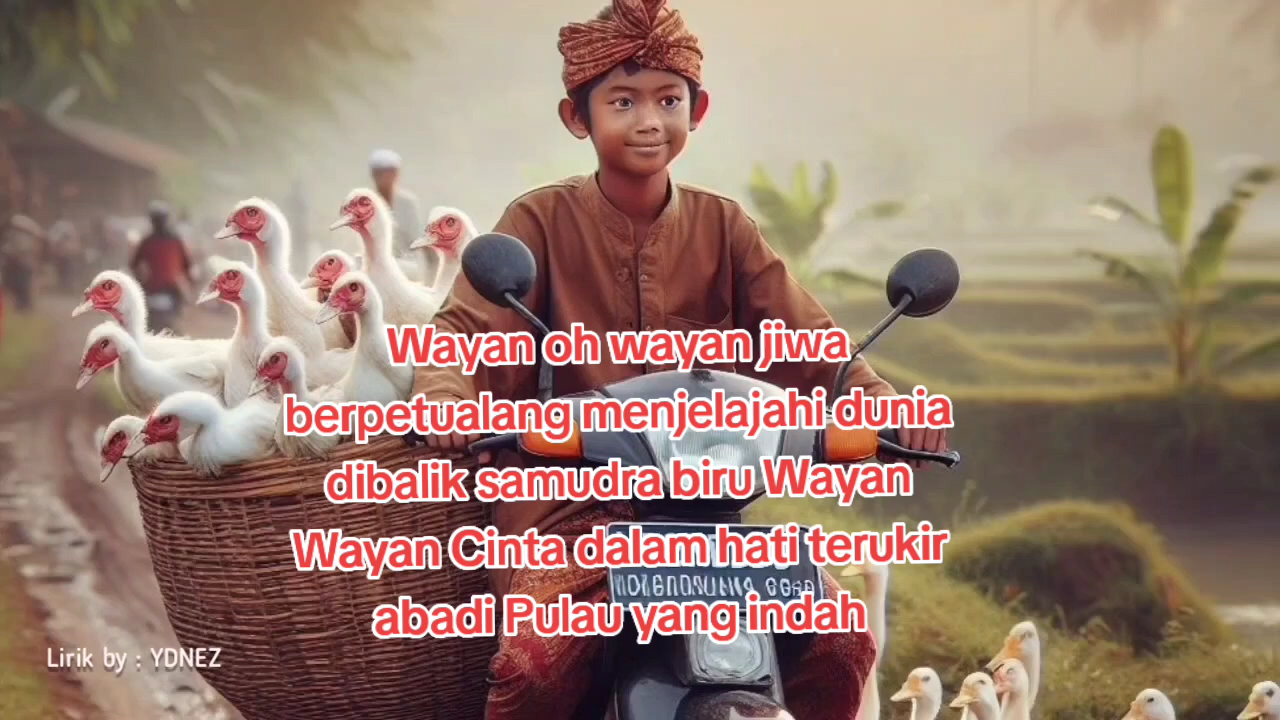 Wayan oh wayan jiwa
berpetualang menjelajahi dunia
dibalik samudra biru Wayan
Wayan Cinta dalam hati terukir
abadi Pulau yang indah
Lirik by : YDNEZ